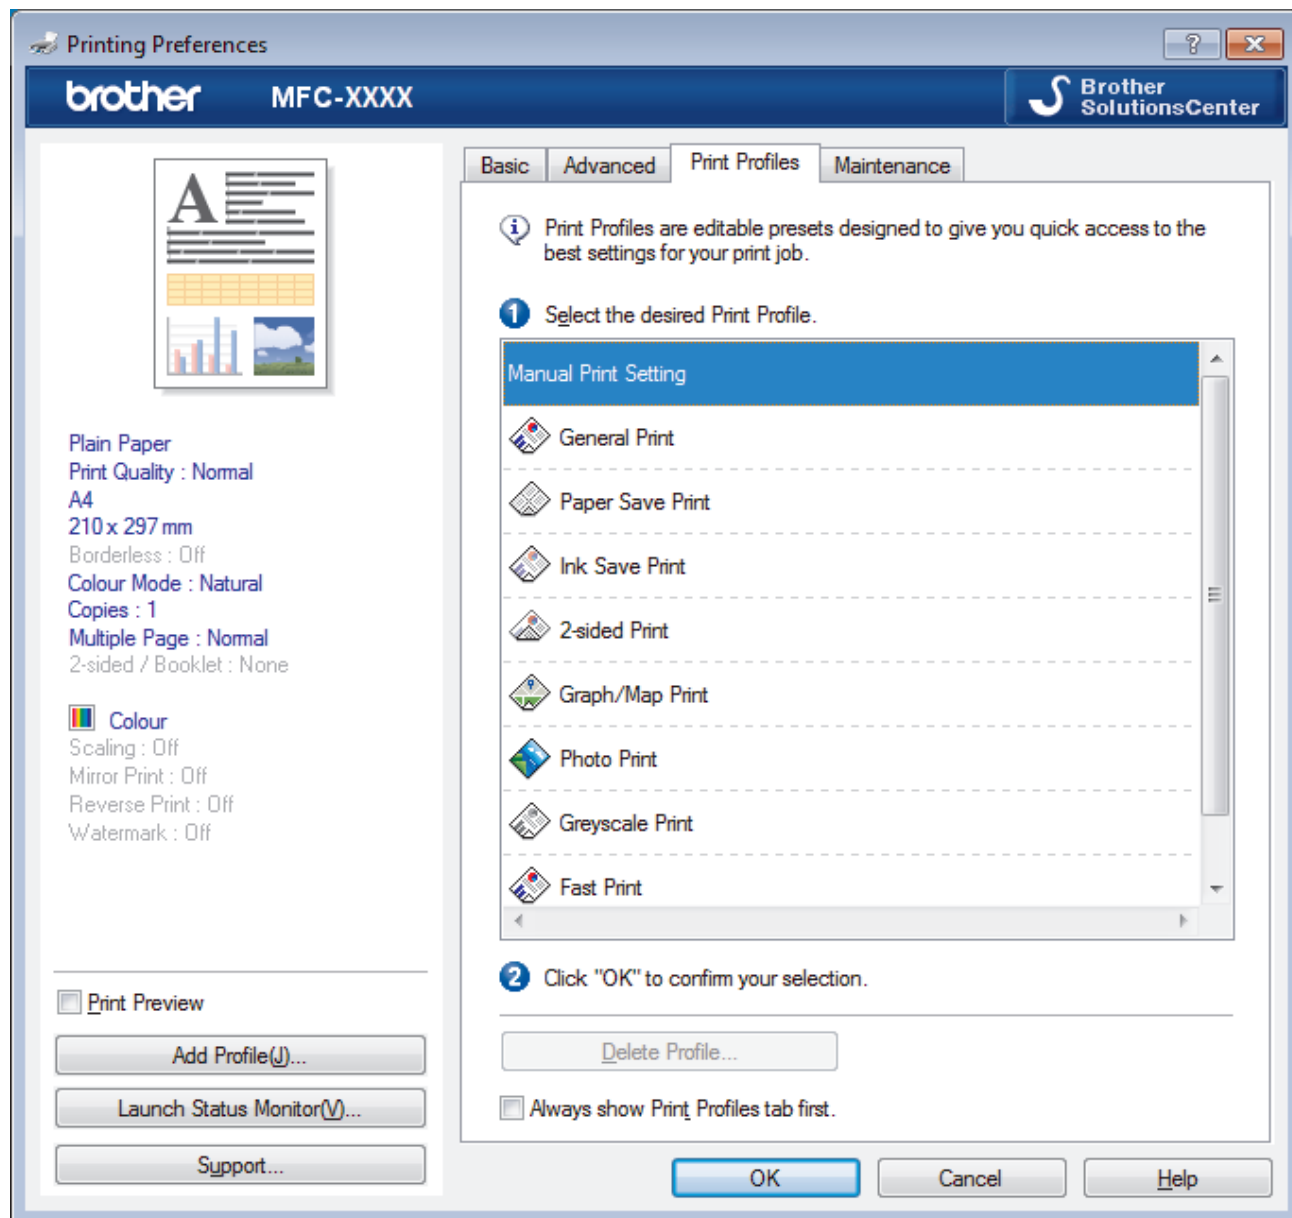 Printing Preferences
?
brother MFC-XXXX
Brother
SolutionsCenter
A
Plain Paper
Print Quality : Normal
A4
210 x 297 mm
Borderless : Off
Colour Mode : Natural
Copies : 1
Multiple Page : Normal
2-sided / Booklet : None
Colour
Scaling : Off
Mirror Print : Off
Reverse Print : Off
Watermark : Off
Print Preview
Add Profile(J)...
Launch Status Monitor(V)...
Support...
Basic Advanced Print Profiles Maintenance
Print Profiles are editable presets designed to give you quick access to the
best settings for your print job.
1 Select the desired Print Profile.
Manual Print Setting
General Print
Paper Save Print
Ink Save Print
2-sided Print
Graph/Map Print
Photo Print
Greyscale Print
Fast Print
2 Click "OK" to confirm your selection.
Delete Profile...
Always show Print Profiles tab first.
OK Cancel Help